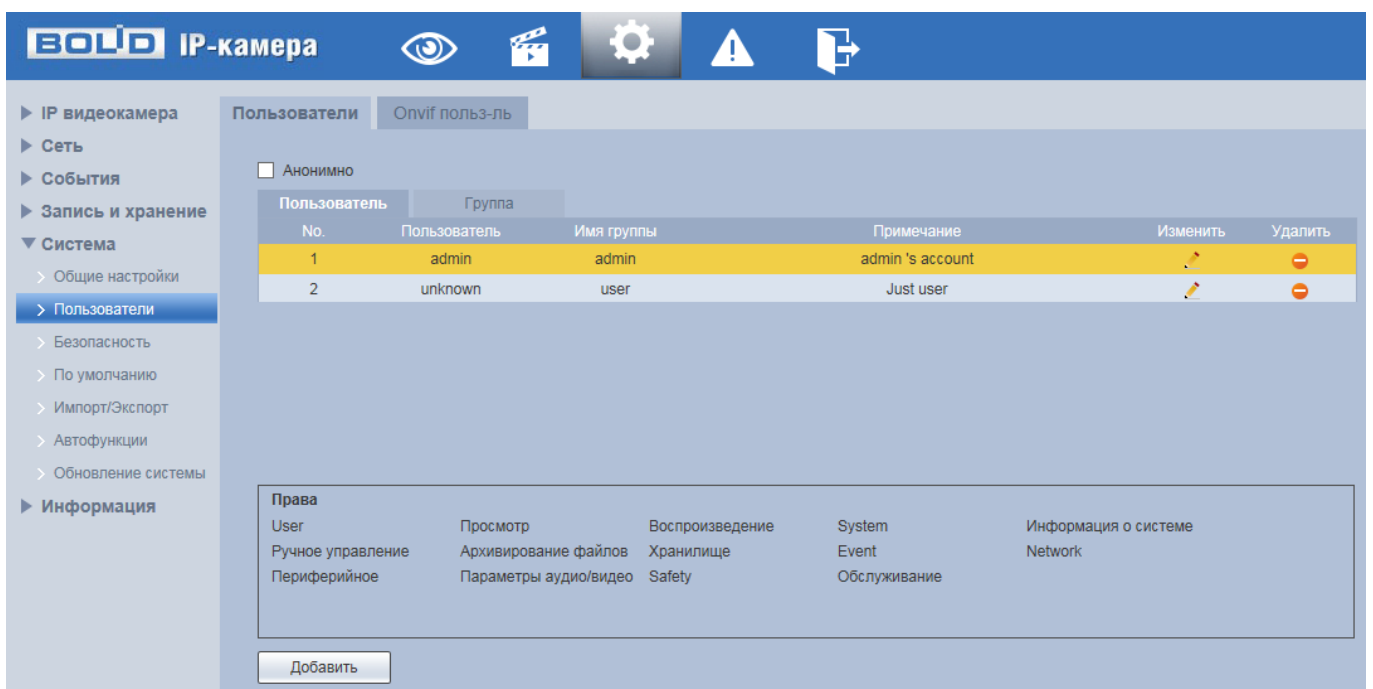 BOLID IP-камера
IP видеокамера
Сеть
События
Запись и хранение
Система
Общие настройки
Пользователи
Безопасность
По умолчанию
Импорт/Экспорт
Автофункции
Обновление системы
Информация
Пользователи Onvif польз-ль
Анонимно
Пользователь Группа
No. Пользователь Имя группы Примечание Изменить Удалить
1 admin admin admin 's account
2 unknown user Just user
Права
User Просмотр Воспроизведение System Информация о системе
Ручное управление Архивирование файлов Хранилище Event Network
Периферийное Параметры аудио/видео Safety Обслуживание
Добавить